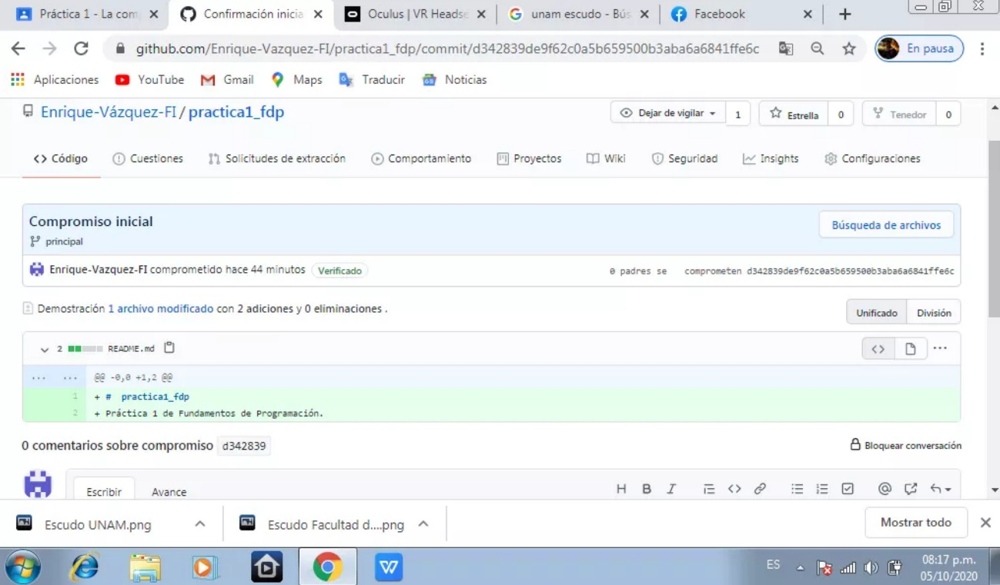 Práctica 1 - La com
Confirmación inicia
Oculus | VR Headse
unam escudo - Bús
Facebook
github.com/Enrique-Vazquez-FI/practica1_fdp/commit/d342839de9f62c0a5b659500b3aba6a6841ffe6c
En pausa
Aplicaciones
YouTube
Gmail
Maps
Traducir
Noticias
Enrique-Vázquez-FI / practica1_fdp
Dejar de vigilar
1
Estrella
0
Tenedor
0
<> Código
Cuestiones
Solicitudes de extracción
Comportamiento
Proyectos
Wiki
Seguridad
Insights
Configuraciones
Compromiso inicial
Búsqueda de archivos
principal
Enrique-Vazquez-FI comprometido hace 44 minutos
Verificado
0 padres se comprometen d342839de9f62c0a5b659500b3aba6a6841ffe6c
Demostración 1 archivo modificado con 2 adiciones y 0 eliminaciones .
Unificado
División
2
README.md
<>
...
... ... @@ -0,0 +1,2 @@
1 + # practica1_fdp
2 + Práctica 1 de Fundamentos de Programación.
0 comentarios sobre compromiso d342839
Bloquear conversación
Escribir
Avance
H B I <> @
Escudo UNAM.png
Escudo Facultad d....png
Mostrar todo
W
ES
08:17 p.m.
05/10/2020